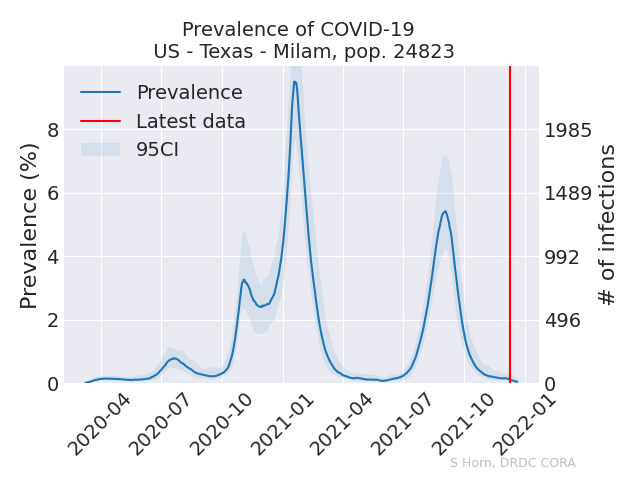 Prevalence of COVID-19
US - Texas - Milam, pop. 24823
Prevalence
Latest data
95CI
Prevalence (%)
8
6
4
2
0
1985
1489
992
496
0
# of infections
2020-04
2020-07
2020-10
2021-01
2021-04
2021-07
2021-10
2022-01
S Horn, DRDC CORA